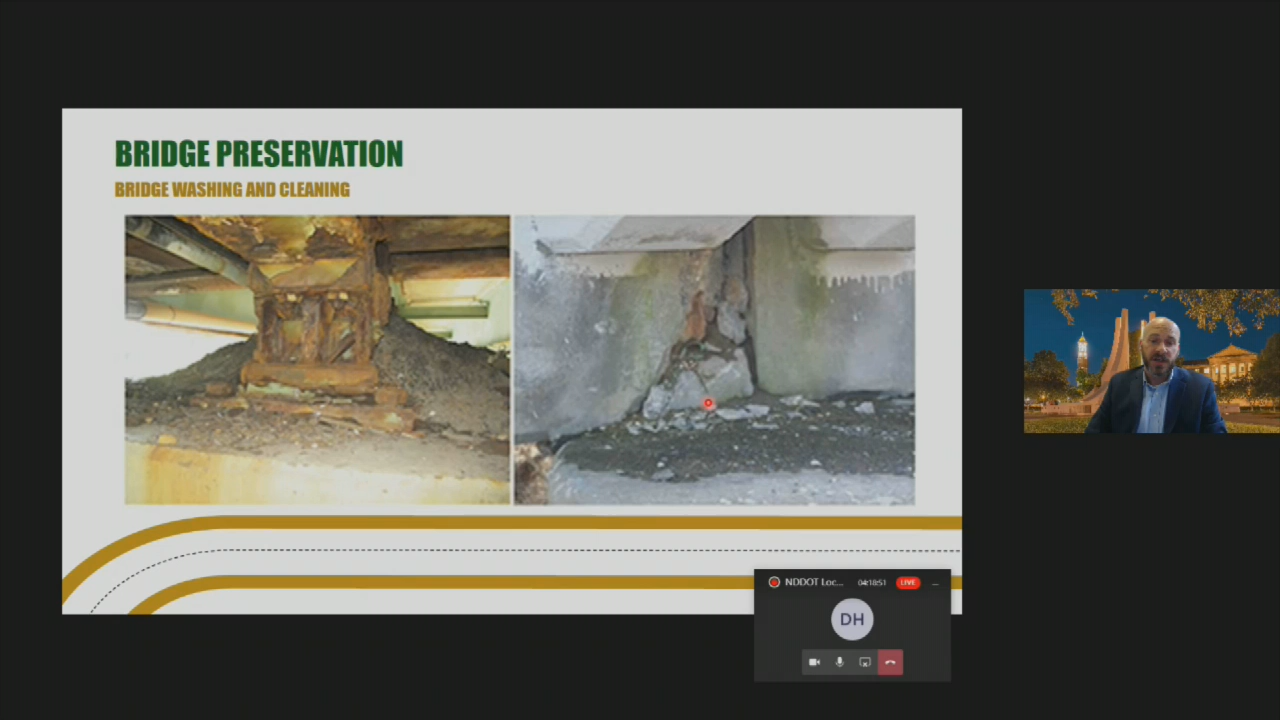 BRIDGE PRESERVATION
BRIDGE WASHING AND CLEANING
NDDOT Loc... 04:18:51 LIVE ...
DH